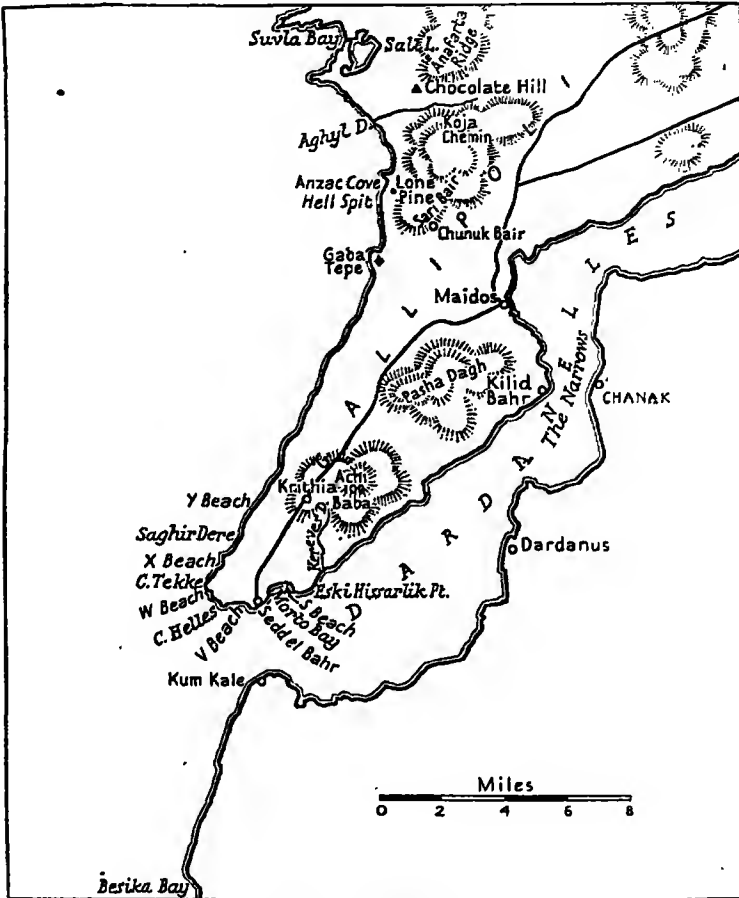 Suvla Bay
Salt L.
Anafarta
Ridge
Chocolate Hill
Aghyl D.
Koja
Chemin
Anzac Cove
Hell Spit
Lone
Pine
Sari Bair
Chunuk Bair
Gaba
Tepe
GALLIPOLI
Maidos
Pasha Dagh
Kilid
Bahr
The Narrows
CHANAK
DARDANELLES
Krithia
Achi
Baba
Kerever D.
Y Beach
Saghir Dere
X Beach
C. Tekke
W Beach
C. Helles
V Beach
Sedd el Bahr
Morto Bay
S Beach
Eski Hissarlik Pt.
Dardanus
Kum Kale
Miles
0 2 4 6 8
Besika Bay